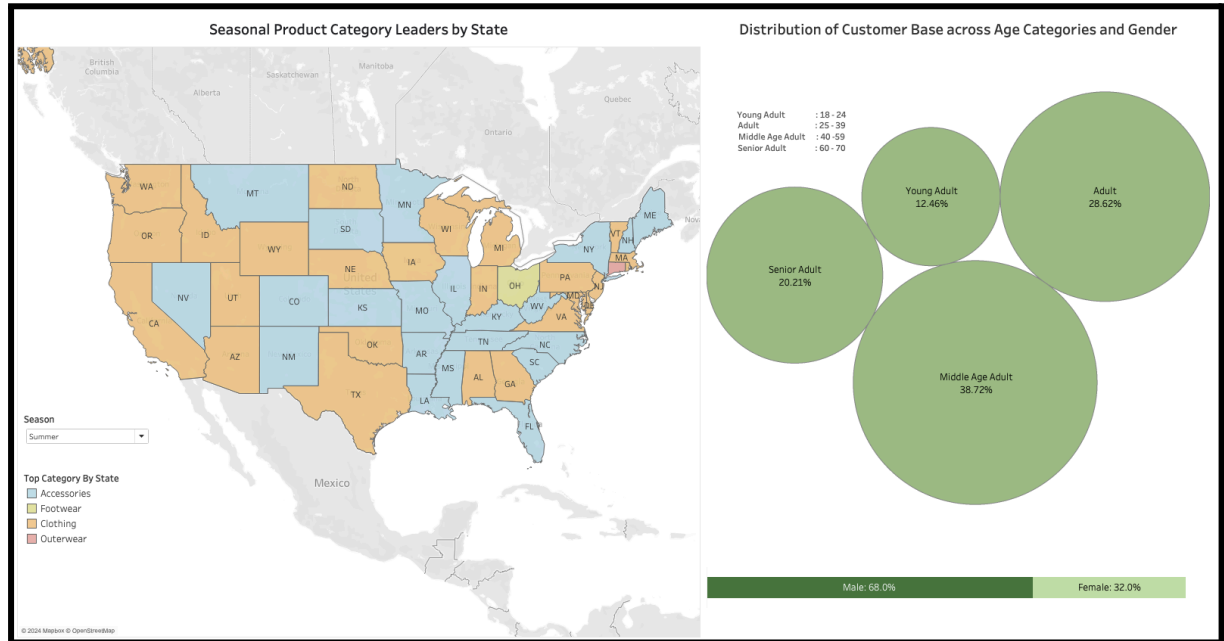 Seasonal Product Category Leaders by State
British
Columbia
Alberta
Saskatchewan
Manitoba
Ontario
Quebec
Nov
WA
MT
ND
MN
ME
OR
ID
WY
SD
WI
MI
NY
VT
NH
MA
NV
UT
CO
NE
IA
IL
IN
OH
PA
NJ
MD
DE
CA
KS
MO
KY
WV
VA
AZ
NM
OK
AR
TN
NC
SC
TX
LA
MS
AL
GA
FL
United
States
Mexico
Season
Summer
Top Category By State
Accessories
Footwear
Clothing
Outerwear
© 2024 Mapbox © OpenStreetMap
Distribution of Customer Base across Age Categories and Gender
Young Adult : 18 - 24
Adult : 25 - 39
Middle Age Adult : 40 -59
Senior Adult : 60 - 70
Young Adult
12.46%
Adult
28.62%
Senior Adult
20.21%
Middle Age Adult
38.72%
Male: 68.0%
Female: 32.0%